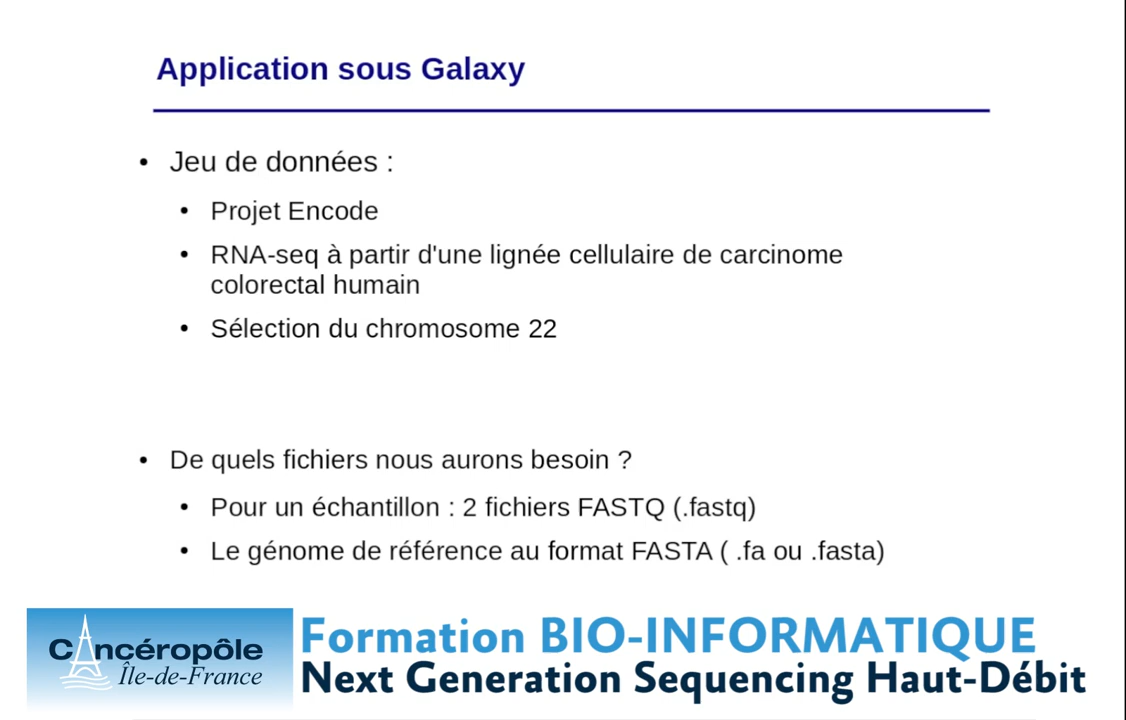 Application sous Galaxy
• Jeu de données :
• Projet Encode
• RNA-seq à partir d'une lignée cellulaire de carcinome
colorectal humain
• Sélection du chromosome 22
• De quels fichiers nous aurons besoin ?
• Pour un échantillon : 2 fichiers FASTQ (.fastq)
• Le génome de référence au format FASTA ( .fa ou .fasta)
Cancéropôle
Île-de-France
Formation BIO-INFORMATIQUE
Next Generation Sequencing Haut-Débit